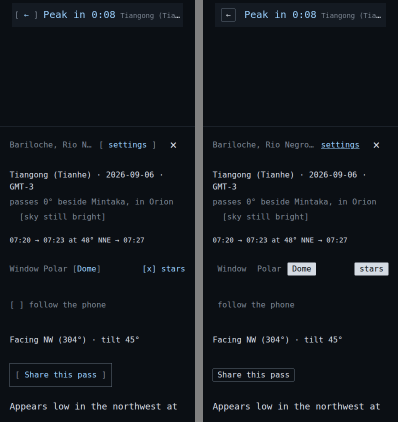 [ ← ] Peak in 0:08 Tiangong (Tia…
Bariloche, Rio N… [ settings ] ×
Tiangong (Tianhe) · 2026-09-06 ·
GMT-3
passes 0° beside Mintaka, in Orion
[sky still bright]
07:20 → 07:23 at 48° NNE → 07:27
Window Polar [Dome] [x] stars
[ ] follow the phone
Facing NW (304°) · tilt 45°
[ Share this pass ]
Appears low in the northwest at
← Peak in 0:08 Tiangong (Tia…
Bariloche, Rio Negro… settings ×
Tiangong (Tianhe) · 2026-09-06 ·
GMT-3
passes 0° beside Mintaka, in Orion
[sky still bright]
07:20 → 07:23 at 48° NNE → 07:27
Window Polar Dome stars
follow the phone
Facing NW (304°) · tilt 45°
Share this pass
Appears low in the northwest at